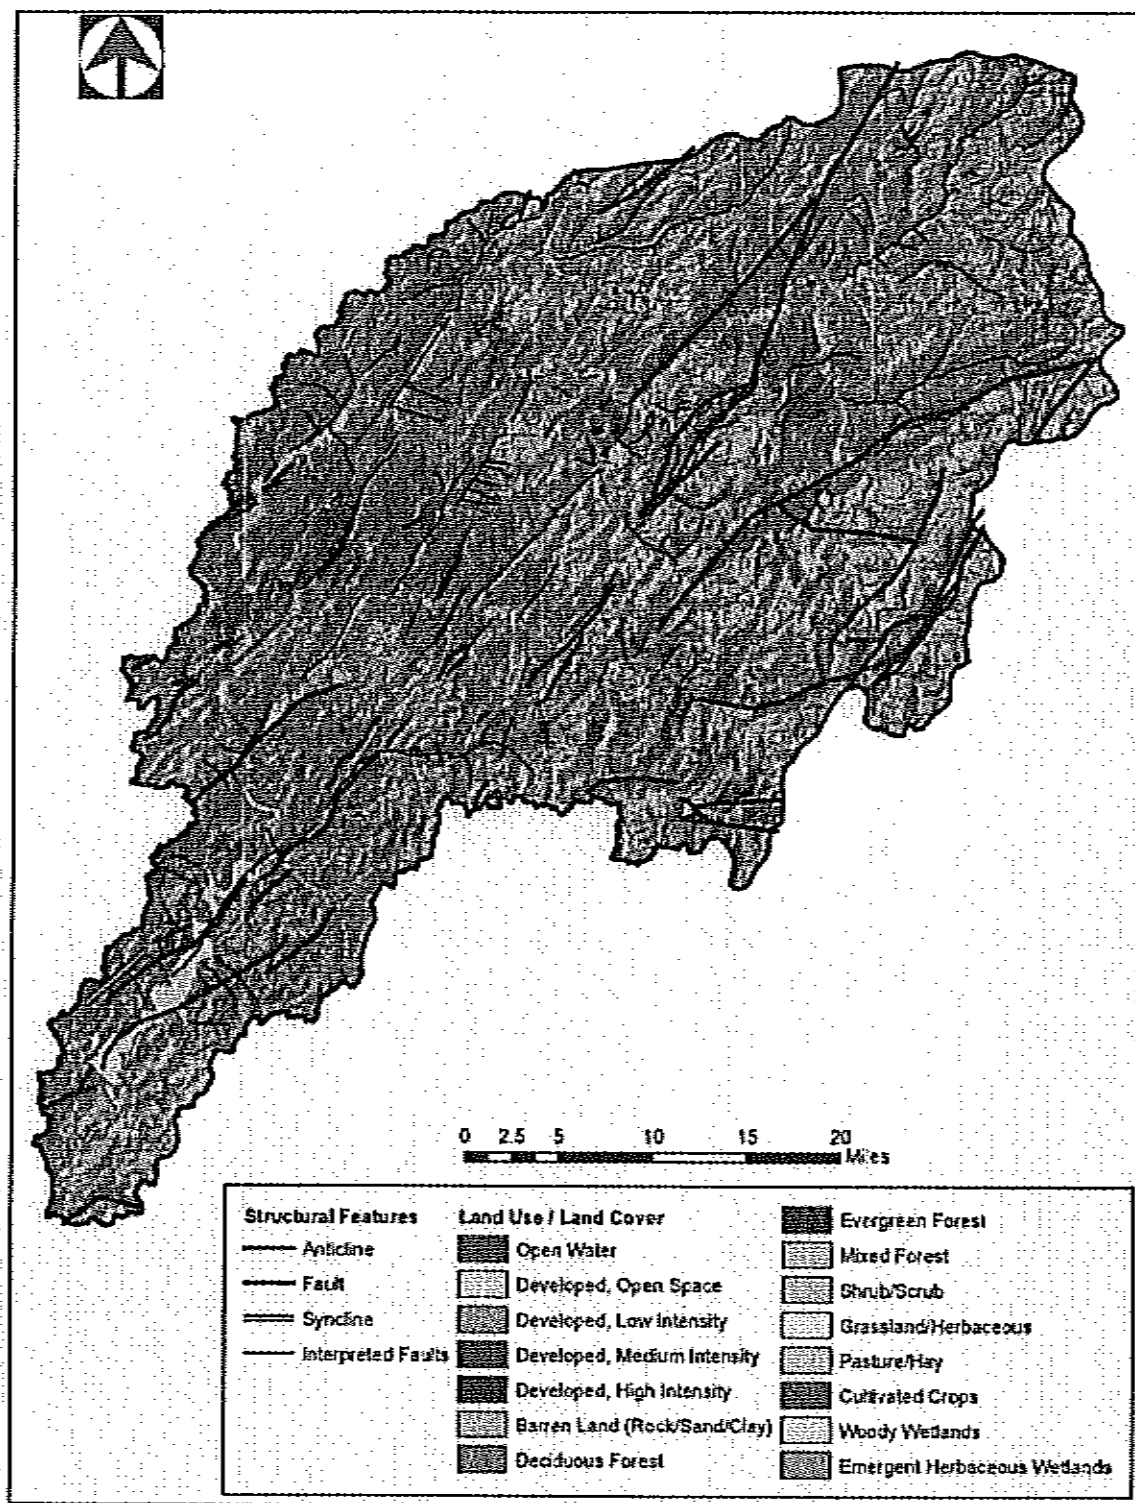 0 2.5 5 10 15 20
Miles
Structural Features
Anticline
Fault
Syncline
Interpreted Faults
Land Use / Land Cover
Open Water
Developed, Open Space
Developed, Low Intensity
Developed, Medium Intensity
Developed, High Intensity
Barren Land (Rock/Sand/Clay)
Deciduous Forest
Evergreen Forest
Mixed Forest
Shrub/Scrub
Grassland/Herbaceous
Pasture/Hay
Cultivated Crops
Woody Wetlands
Emergent Herbaceous Wetlands